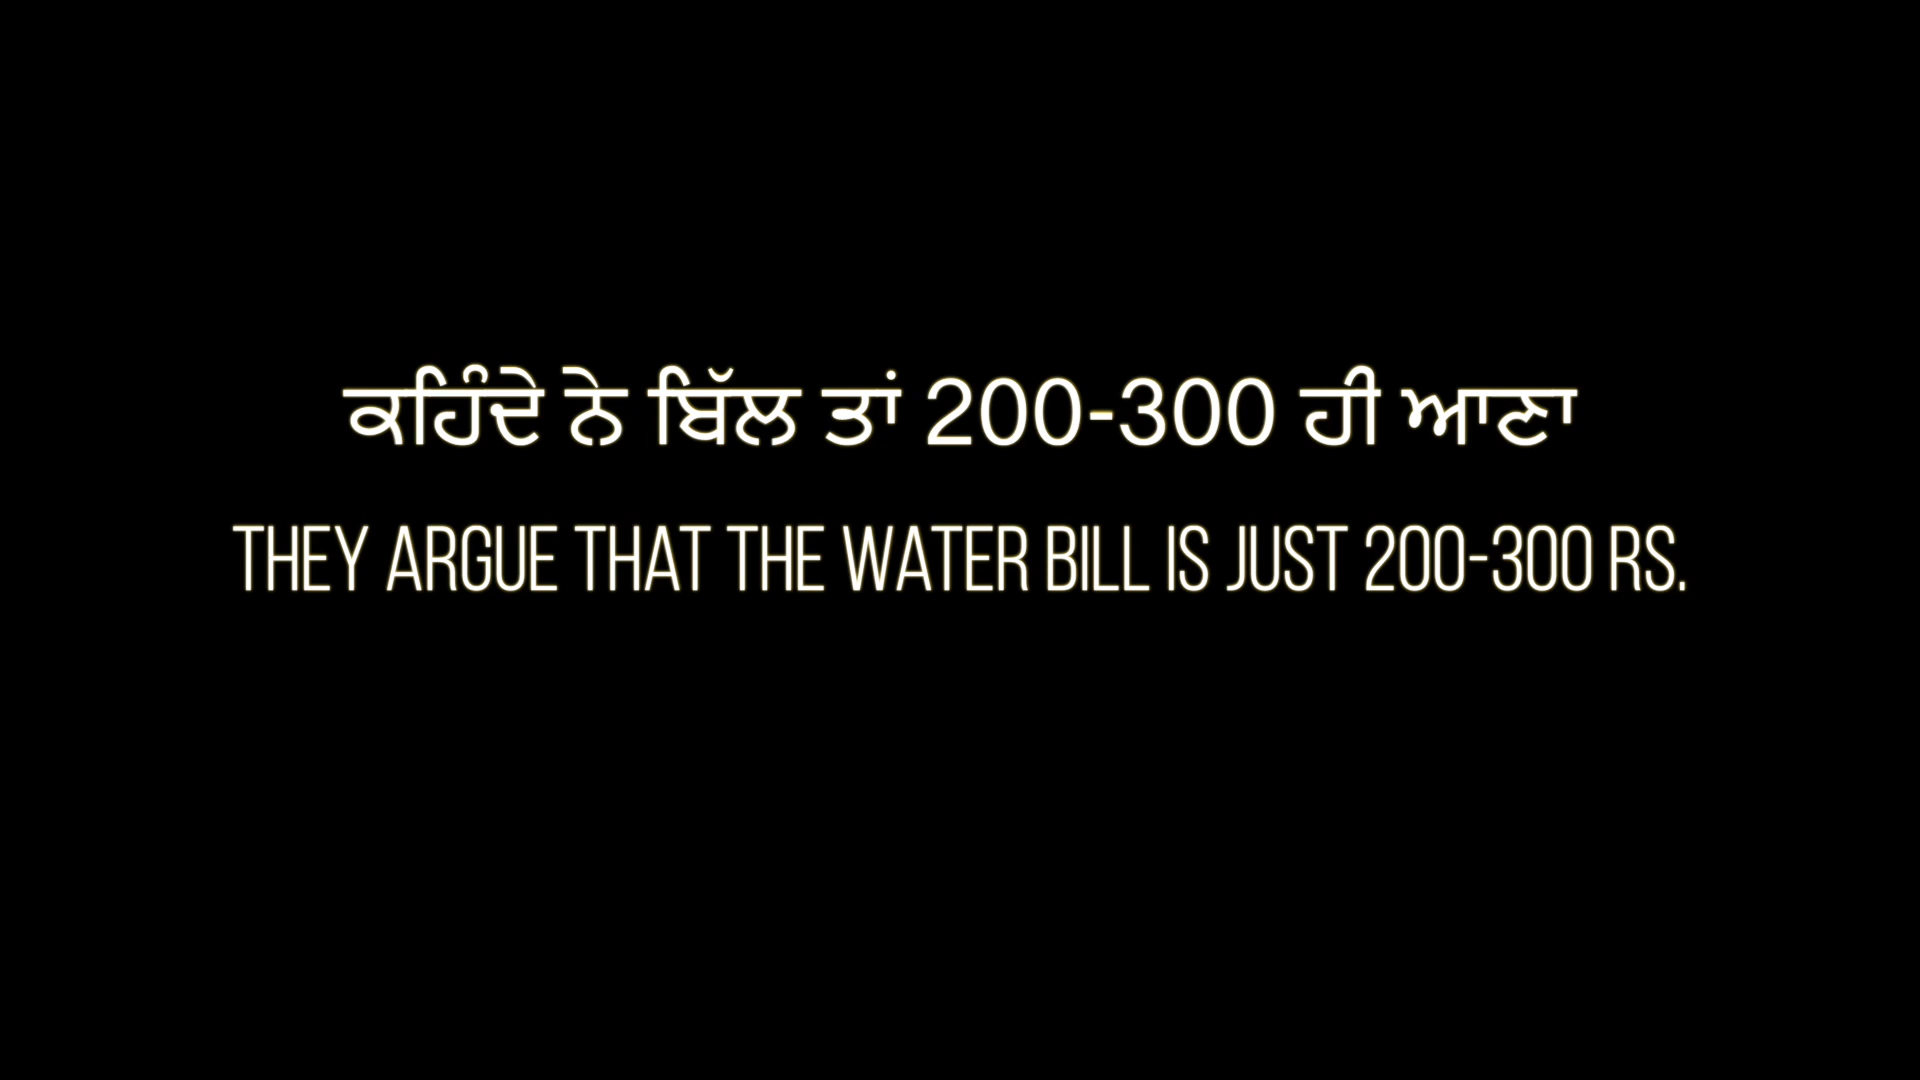 ਕਹਿੰਦੇ ਨੇ ਬਿੱਲ ਤਾਂ 200-300 ਹੀ ਆਣਾ
THEY ARGUE THAT THE WATER BILL IS JUST 200-300 RS.